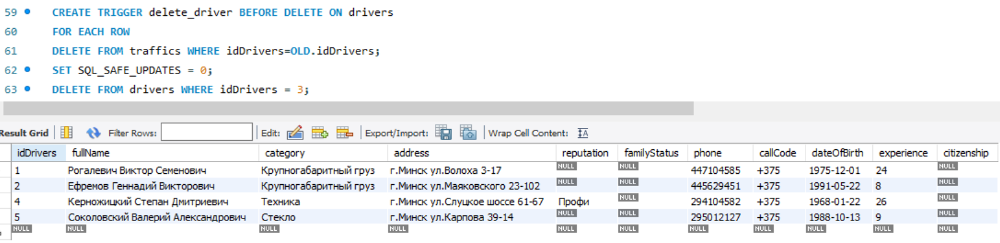 59 CREATE TRIGGER delete_driver BEFORE DELETE ON drivers
60 FOR EACH ROW
61 DELETE FROM traffics WHERE idDrivers=OLD.idDrivers;
62 SET SQL_SAFE_UPDATES = 0;
63 DELETE FROM drivers WHERE idDrivers = 3;
Result Grid Filter Rows: Edit: Export/Import: Wrap Cell Content: IA
idDrivers fullName category address reputation familyStatus phone callCode dateOfBirth experience citizenship
1 Рогалевич Виктор Семенович Крупногабаритный груз г.Минск ул.Волоха 3-17 NULL NULL 447104585 +375 1975-12-01 24 NULL
2 Ефремов Геннадий Викторович Крупногабаритный груз г.Минск ул.Маяковского 23-102 NULL NULL 445629451 +375 1991-05-22 8 NULL
4 Керножицкий Степан Дмитриевич Техника г.Минск ул.Слуцкое шоссе 61-67 Профи NULL 294104582 +375 1968-01-22 26 NULL
5 Соколовский Валерий Александрович Стекло г.Минск ул.Карпова 39-14 NULL NULL 295012127 +375 1988-10-13 9 NULL
NULL NULL NULL NULL NULL NULL NULL NULL NULL NULL NULL